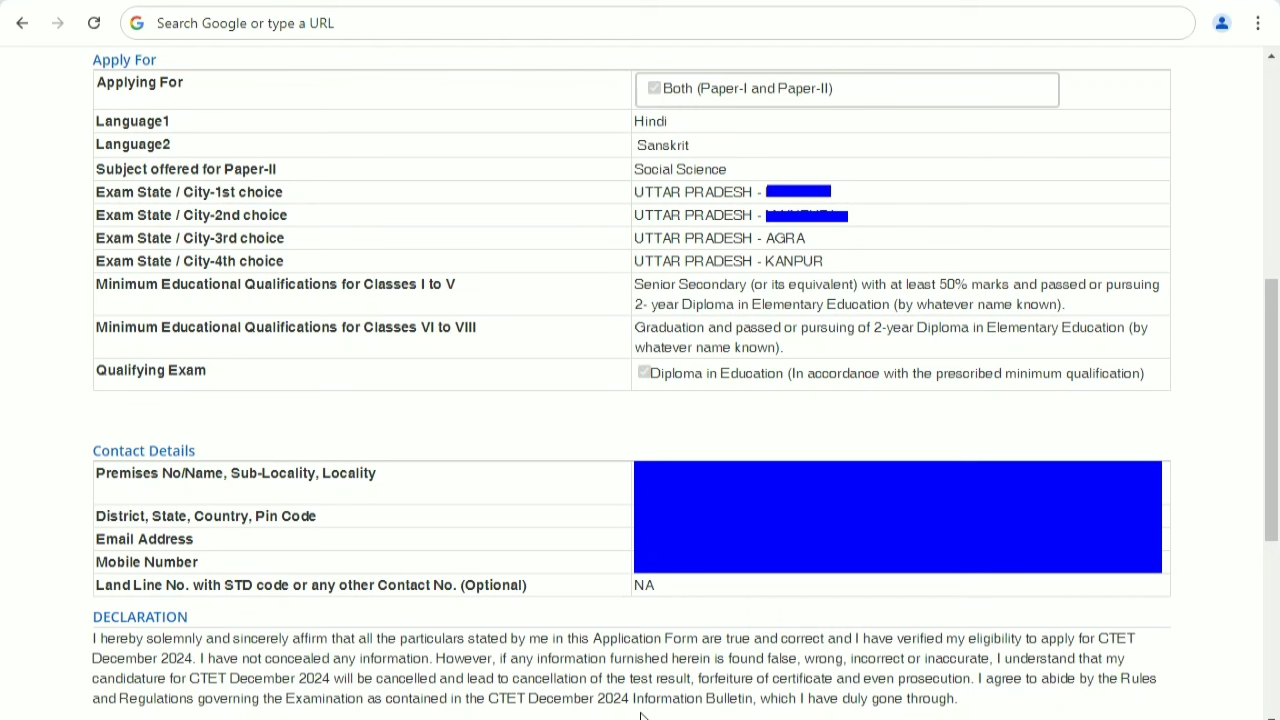 Search Google or type a URL
Apply For
Applying For
Both (Paper-I and Paper-II)
Language1
Hindi
Language2
Sanskrit
Subject offered for Paper-II
Social Science
Exam State / City-1st choice
UTTAR PRADESH -
Exam State / City-2nd choice
UTTAR PRADESH -
Exam State / City-3rd choice
UTTAR PRADESH - AGRA
Exam State / City-4th choice
UTTAR PRADESH - KANPUR
Minimum Educational Qualifications for Classes I to V
Senior Secondary (or its equivalent) with at least 50% marks and passed or pursuing
2- year Diploma in Elementary Education (by whatever name known).
Minimum Educational Qualifications for Classes VI to VIII
Graduation and passed or pursuing of 2-year Diploma in Elementary Education (by
whatever name known).
Qualifying Exam
Diploma in Education (In accordance with the prescribed minimum qualification)
Contact Details
Premises No/Name, Sub-Locality, Locality
District, State, Country, Pin Code
Email Address
Mobile Number
Land Line No. with STD code or any other Contact No. (Optional)
NA
DECLARATION
I hereby solemnly and sincerely affirm that all the particulars stated by me in this Application Form are true and correct and I have verified my eligibility to apply for CTET
December 2024. I have not concealed any information. However, if any information furnished herein is found false, wrong, incorrect or inaccurate, I understand that my
candidature for CTET December 2024 will be cancelled and lead to cancellation of the test result, forfeiture of certificate and even prosecution. I agree to abide by the Rules
and Regulations governing the Examination as contained in the CTET December 2024 Information Bulletin, which I have duly gone through.